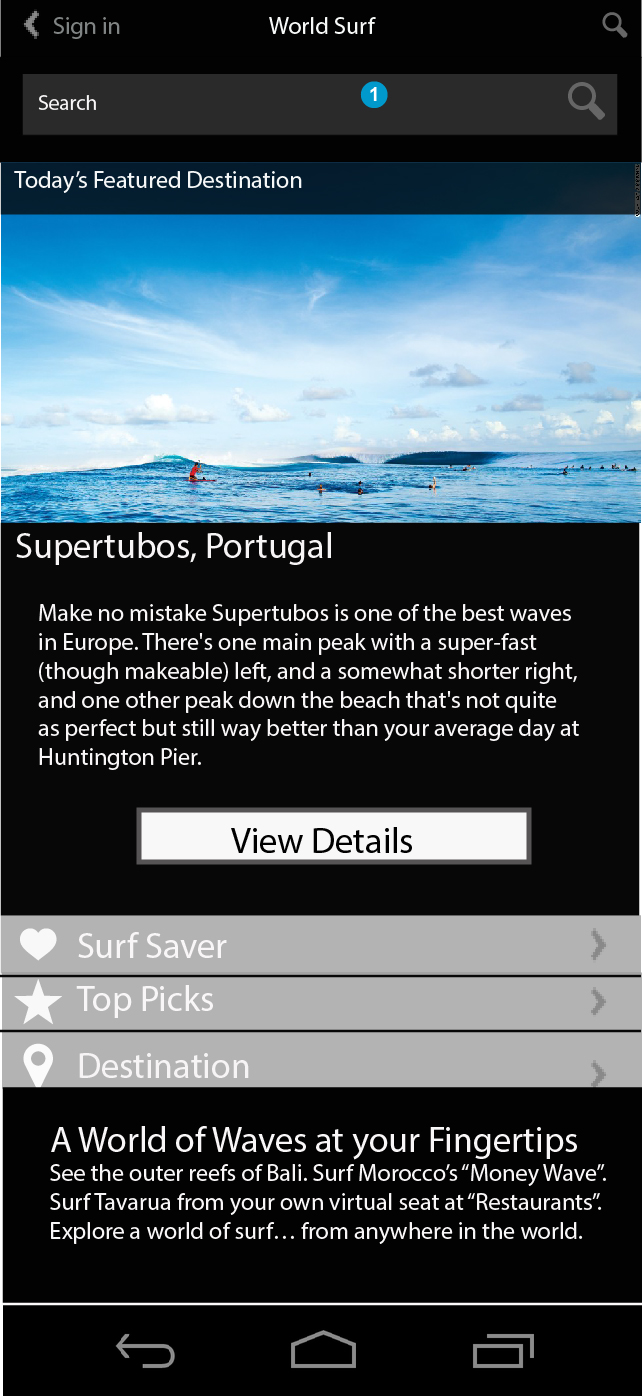 Sign in
World Surf
Search
1
Today’s Featured Destination
Supertubos, Portugal
Make no mistake Supertubos is one of the best waves
in Europe. There's one main peak with a super-fast
(though makeable) left, and a somewhat shorter right,
and one other peak down the beach that's not quite
as perfect but still way better than your average day at
Huntington Pier.
View Details
Surf Saver
Top Picks
Destination
A World of Waves at your Fingertips
See the outer reefs of Bali. Surf Morocco’s “Money Wave”.
Surf Tavarua from your own virtual seat at “Restaurants”.
Explore a world of surf… from anywhere in the world.